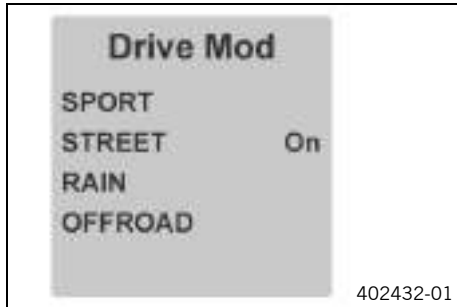 Drive Mod
SPORT
STREET On
RAIN
OFFROAD
402432-01